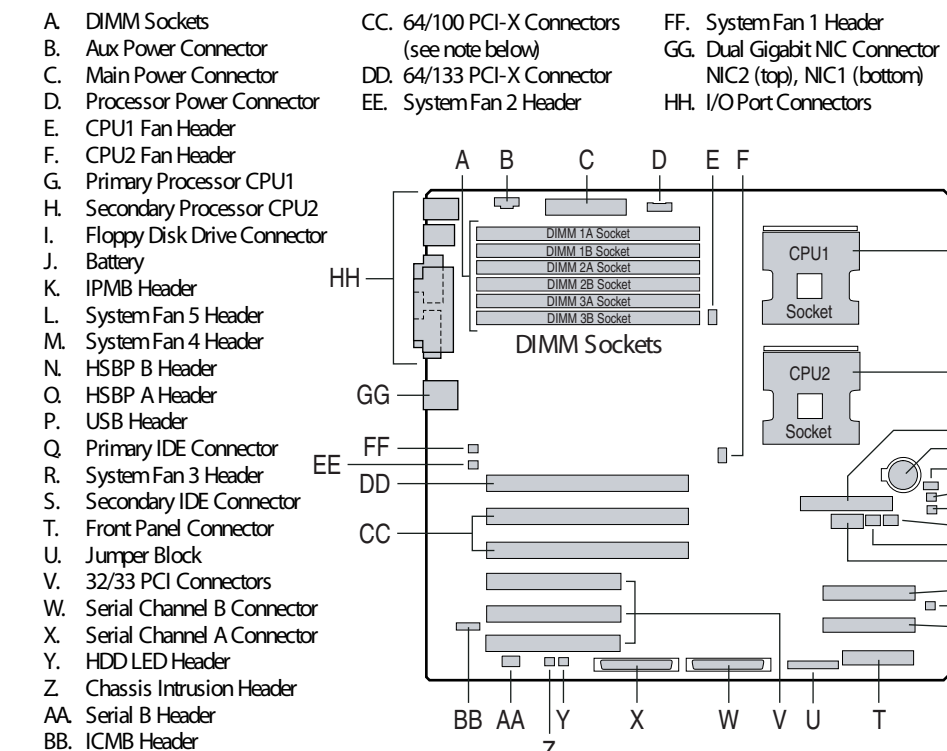 A. DIMM Sockets
B. Aux Power Connector
C. Main Power Connector
D. Processor Power Connector
E. CPU1 Fan Header
F. CPU2 Fan Header
G. Primary Processor CPU1
H. Secondary Processor CPU2
I. Floppy Disk Drive Connector
J. Battery
K. IPMB Header
L. System Fan 5 Header
M. System Fan 4 Header
N. HSBP B Header
O. HSBP A Header
P. USB Header
Q. Primary IDE Connector
R. System Fan 3 Header
S. Secondary IDE Connector
T. Front Panel Connector
U. Jumper Block
V. 32/33 PCI Connectors
W. Serial Channel B Connector
X. Serial Channel A Connector
Y. HDD LED Header
Z. Chassis Intrusion Header
AA. Serial B Header
BB. ICMB Header
CC. 64/100 PCI-X Connectors
(see note below)
DD. 64/133 PCI-X Connector
EE. System Fan 2 Header
FF. System Fan 1 Header
GG. Dual Gigabit NIC Connector
NIC2 (top), NIC1 (bottom)
HH. I/O Port Connectors
A B C D E F
DIMM 1A Socket
DIMM 1B Socket
DIMM 2A Socket
DIMM 2B Socket
DIMM 3A Socket
DIMM 3B Socket
DIMM Sockets
CPU1
Socket
CPU2
Socket
HH
GG
FF
EE
DD
CC
BB AA Y X W V U T
Z